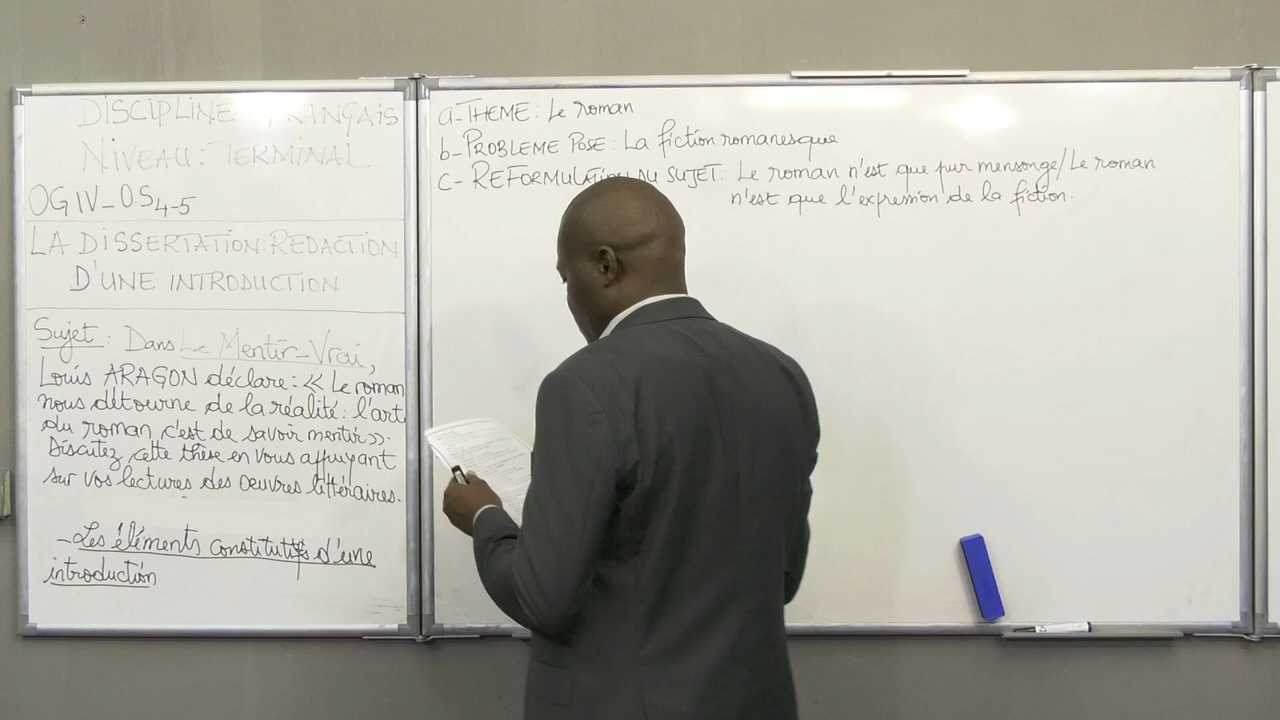 DISCIPLINE FRANÇAIS
NIVEAU: TERMINAL
OG IV_OS4-5
LA DISSERTATION: REDACTION
D'UNE INTRODUCTION
Sujet: Dans Le Mentir-Vrai,
Louis ARAGON déclare: « Le roman
nous détourne de la réalité: l'art
du roman, c'est de savoir mentir ».
Discutez cette thèse en vous appuyant
sur vos lectures des oeuvres littéraires.
-Les éléments constitutifs d'une
introduction
a-THEME: Le roman
b-PROBLEME POSE: La fiction romanesque
c-REFORMULATION DU SUJET: Le roman n'est que pur mensonge/Le roman
n'est que l'expression de la fiction.